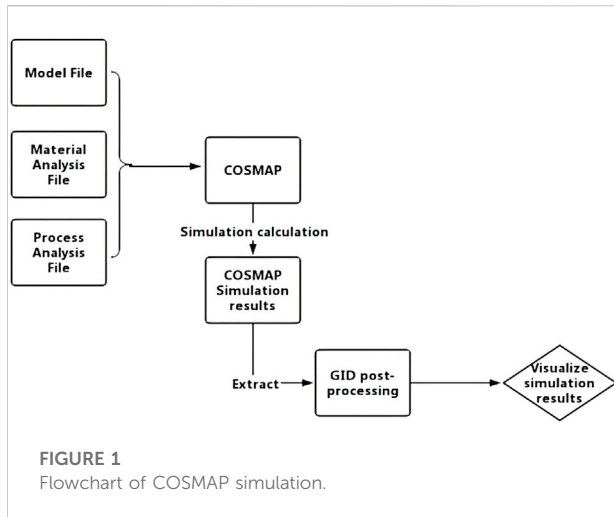 Model File
Material
Analysis
File
Process
Analysis
File
COSMAP
Simulation calculation
COSMAP
Simulation
results
Extract
GID post-
processing
Visualize
simulation
results
FIGURE 1
Flowchart of COSMAP simulation.